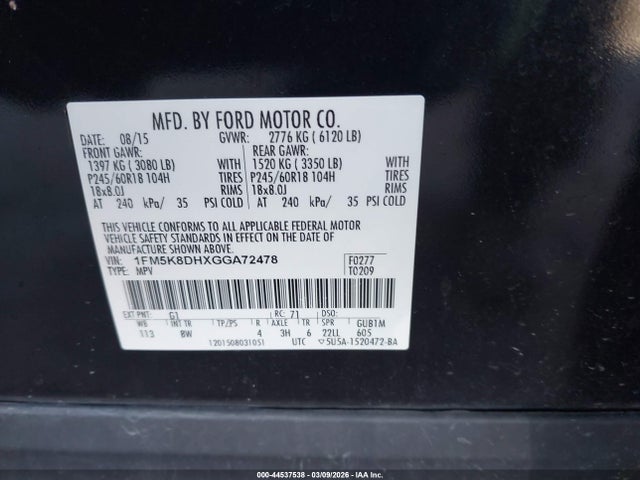 MFD. BY FORD MOTOR CO.
DATE: 08/15 GVWR: 2776 KG ( 6120 LB)
FRONT GAWR: REAR GAWR:
1397 KG ( 3080 LB) WITH 1520 KG ( 3350 LB) WITH
P245/60R18 104H TIRES P245/60R18 104H TIRES
18x8.0J RIMS 18x8.0J RIMS
AT 240 kPa/ 35 PSI COLD AT 240 kPa/ 35 PSI COLD
THIS VEHICLE CONFORMS TO ALL APPLICABLE FEDERAL MOTOR
VEHICLE SAFETY STANDARDS IN EFFECT ON THE DATE OF
MANUFACTURE SHOWN ABOVE.
VIN: 1FM5K8DHXGGA72478 F0277
TYPE: MPV T0209
EXT PNT: G1 RC: 71 DSO:
WB INT TR TP/PS R AXLE TR SPR GUB1M
113 8W 4 3H 6 22LL 605
1201508031051 UTC ▽5U5A-1520472-BA
000-44537538 - 03/09/2026 - IAA Inc.